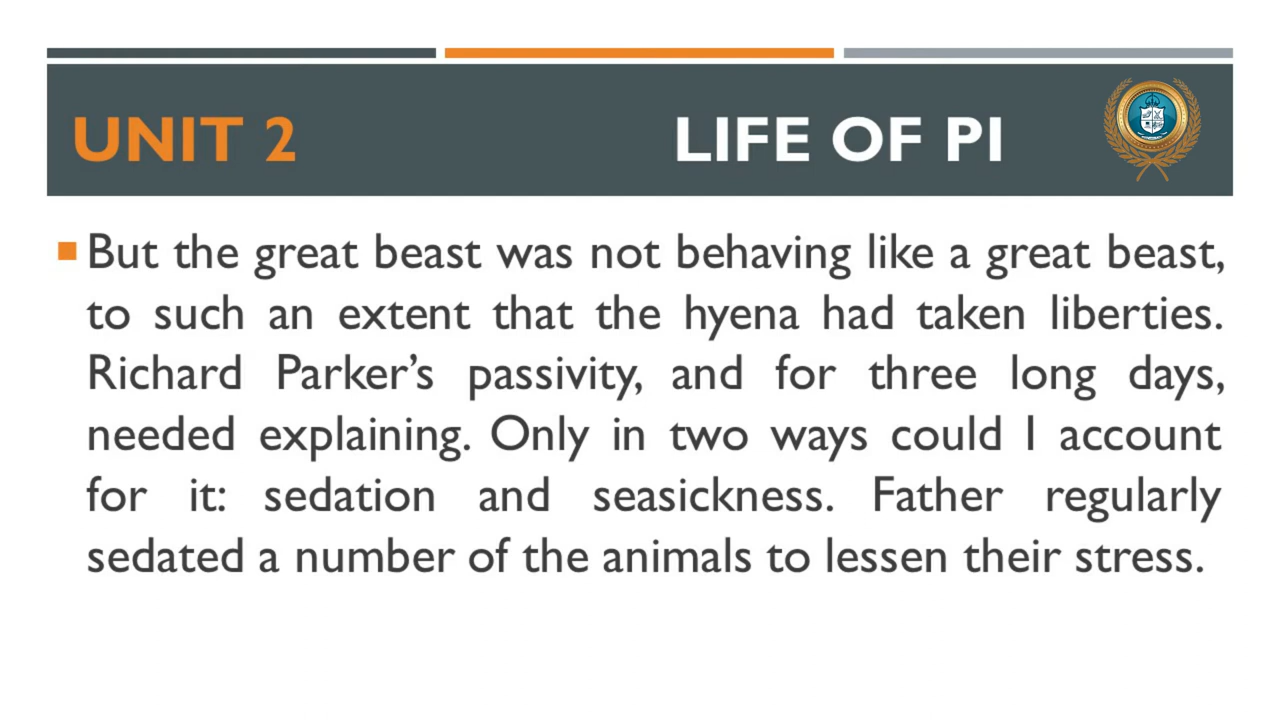 UNIT 2 LIFE OF PI
But the great beast was not behaving like a great beast,
to such an extent that the hyena had taken liberties.
Richard Parker’s passivity, and for three long days,
needed explaining. Only in two ways could I account
for it: sedation and seasickness. Father regularly
sedated a number of the animals to lessen their stress.